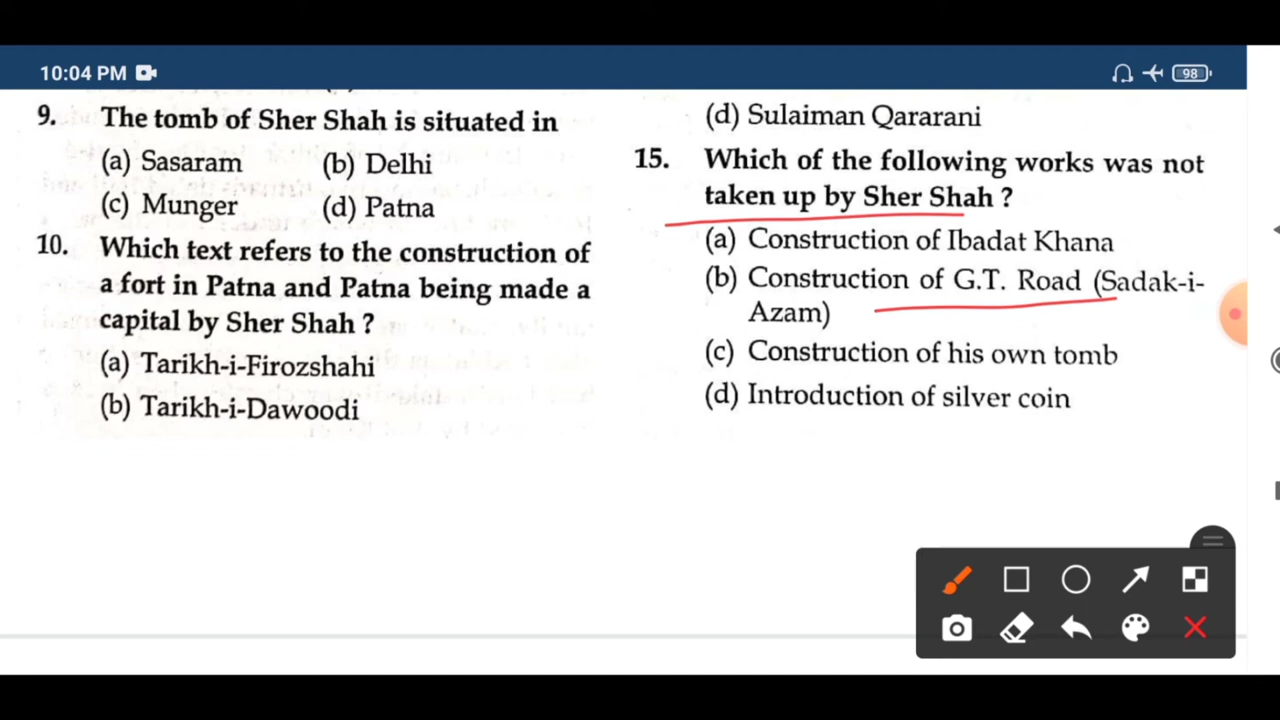 10:04 PM
98
9. The tomb of Sher Shah is situated in
(a) Sasaram (b) Delhi
(c) Munger (d) Patna
10. Which text refers to the construction of
a fort in Patna and Patna being made a
capital by Sher Shah ?
(a) Tarikh-i-Firozshahi
(b) Tarikh-i-Dawoodi
(d) Sulaiman Qararani
15. Which of the following works was not
taken up by Sher Shah ?
(a) Construction of Ibadat Khana
(b) Construction of G.T. Road (Sadak-i-
Azam)
(c) Construction of his own tomb
(d) Introduction of silver coin